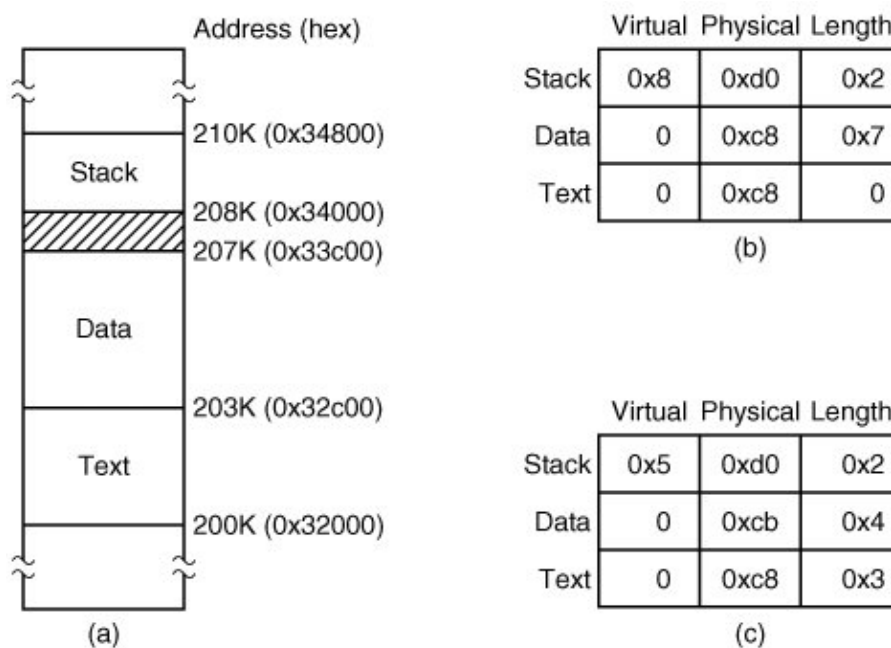 Address (hex)
210K (0x34800)
Stack
208K (0x34000)
207K (0x33c00)
Data
203K (0x32c00)
Text
200K (0x32000)
(a)
Virtual Physical Length
Stack 0x8 0xd0 0x2
Data 0 0xc8 0x7
Text 0 0xc8 0
(b)
Virtual Physical Length
Stack 0x5 0xd0 0x2
Data 0 0xcb 0x4
Text 0 0xc8 0x3
(c)